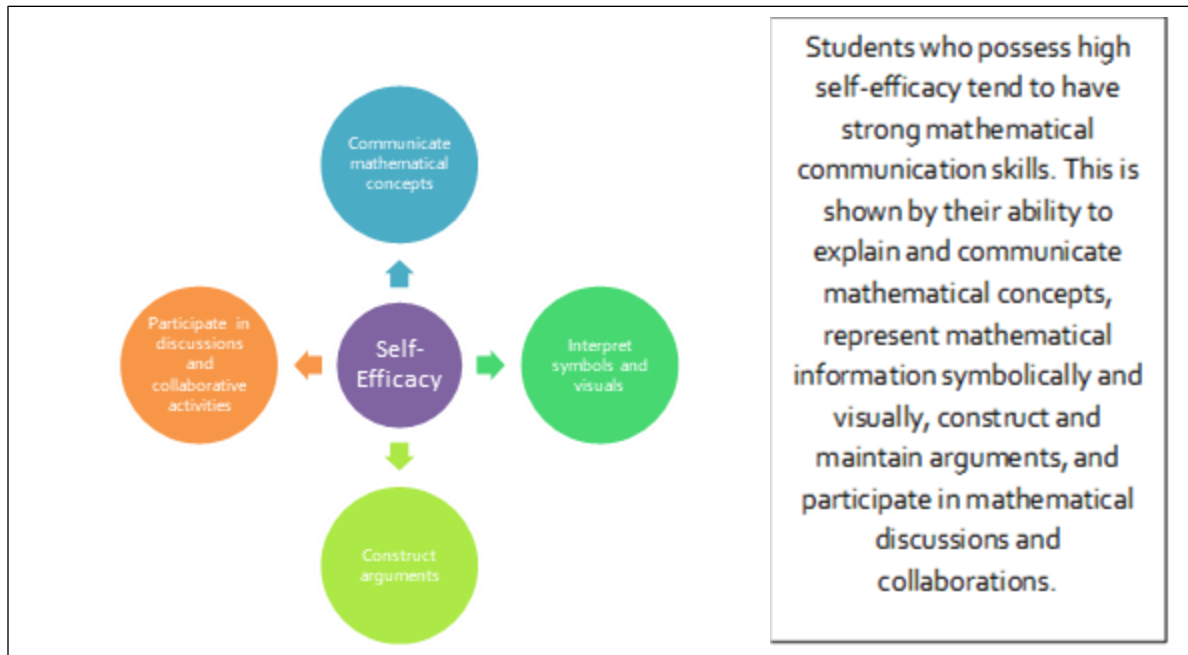 Communicate
mathematical
concepts
Participate in
discussions
and
collaborative
activities
Self-
Efficacy
Interpret
symbols and
visuals
Construct
arguments
Students who possess high
self-efficacy tend to have
strong mathematical
communication skills. This is
shown by their ability to
explain and communicate
mathematical concepts,
represent mathematical
information symbolically and
visually, construct and
maintain arguments, and
participate in mathematical
discussions and
collaborations.